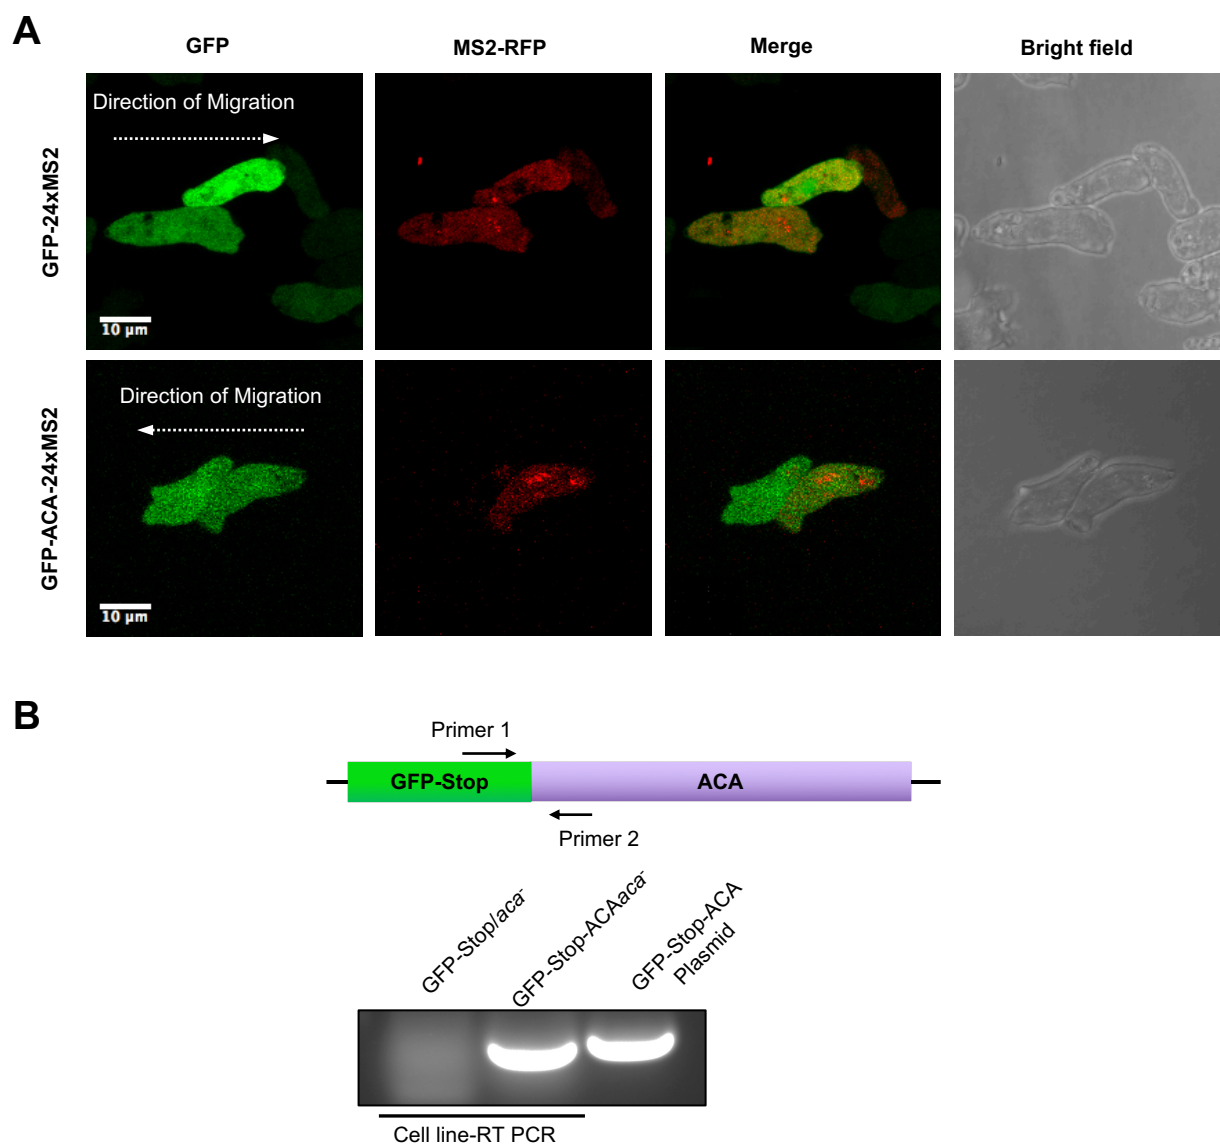 A
GFP
MS2-RFP
Merge
Bright field
GFP-24xMS2
Direction of Migration
10 μm
GFP-ACA-24xMS2
Direction of Migration
10 μm
B
Primer 1
GFP-Stop
ACA
Primer 2
GFP-Stop/aca-
GFP-Stop-ACAaca-
GFP-Stop-ACA
Plasmid
Cell line-RT PCR